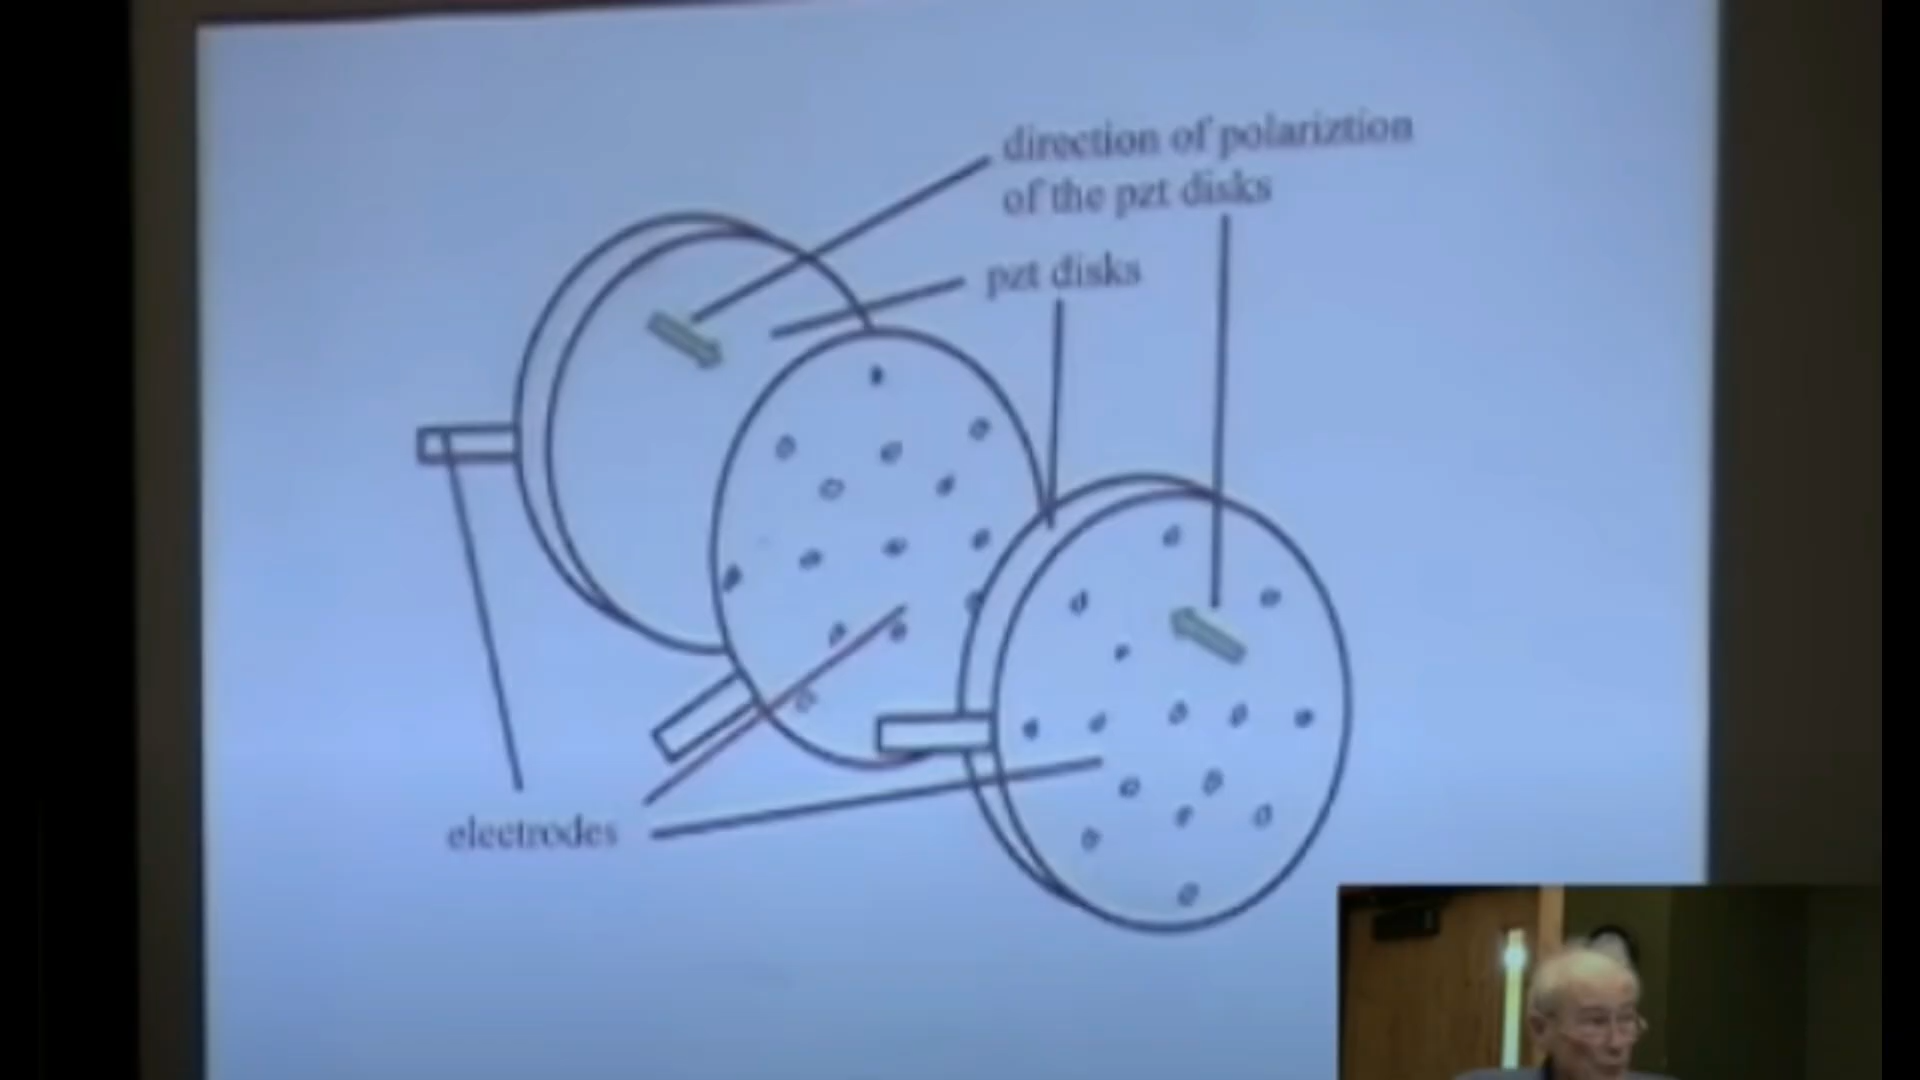 direction of polariztion
of the pzt disks
pzt disks
electrodes